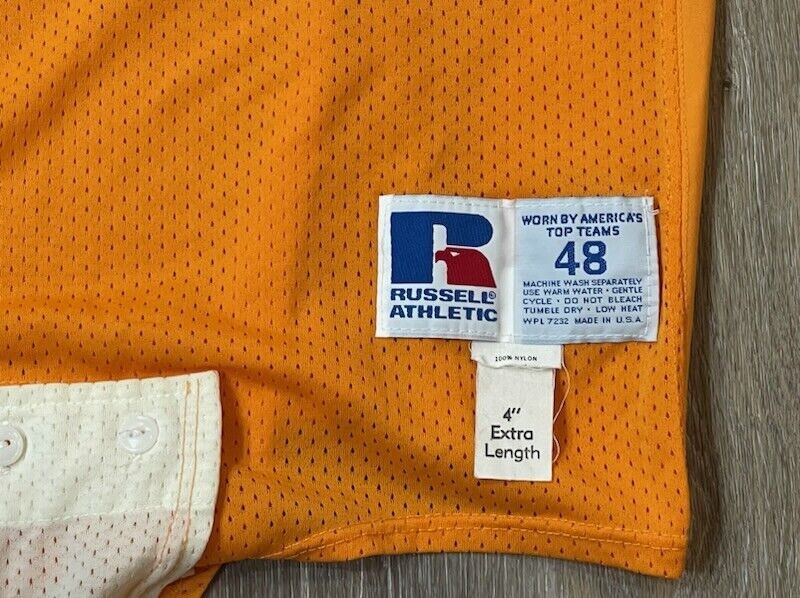 R
RUSSELL®
ATHLETIC
WORN BY AMERICA'S
TOP TEAMS
48
MACHINE WASH SEPARATELY
USE WARM WATER • GENTLE
CYCLE • DO NOT BLEACH
TUMBLE DRY • LOW HEAT
WPL 7232 MADE IN U.S.A.
100% NYLON
4"
Extra
Length